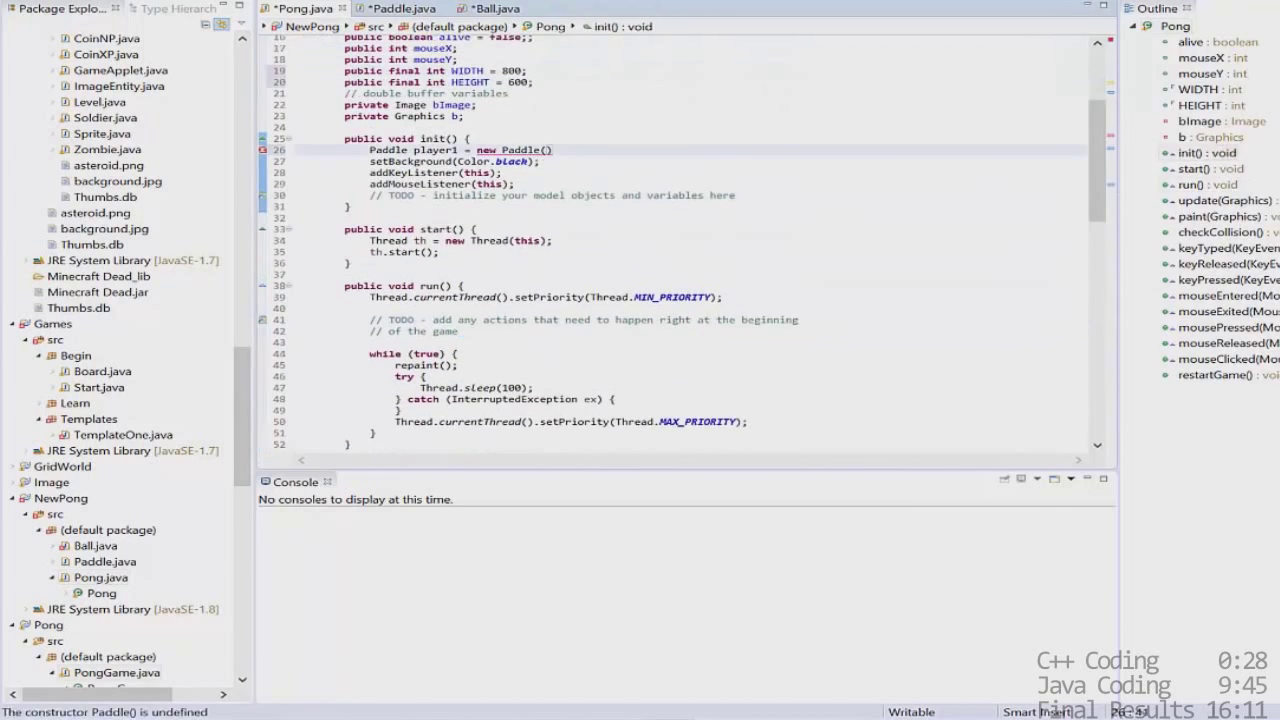 Package Explo...
Type Hierarch
CoinNP.java
CoinXP.java
GameApplet.java
ImageEntity.java
Level.java
Soldier.java
Sprite.java
Zombie.java
asteroid.png
background.jpg
Thumbs.db
asteroid.png
background.jpg
Thumbs.db
JRE System Library [JavaSE-1.7]
Minecraft Dead_lib
Minecraft Dead.jar
Thumbs.db
Games
src
Begin
Board.java
Start.java
Learn
Templates
TemplateOne.java
JRE System Library [JavaSE-1.7]
GridWorld
Image
NewPong
src
(default package)
Ball.java
Paddle.java
Pong.java
Pong
JRE System Library [JavaSE-1.8]
Pong
src
(default package)
PongGame.java
*Pong.java *Paddle.java *Ball.java
NewPong src (default package) Pong init() : void
16 public boolean alive = false;;
17 public int mouseX;
18 public int mouseY;
19 public final int WIDTH = 800;
20 public final int HEIGHT = 600;
21 // double buffer variables
22 private Image bImage;
23 private Graphics b;
24
25 public void init() {
26 Paddle player1 = new Paddle()
27 setBackground(Color.black);
28 addKeyListener(this);
29 addMouseListener(this);
30 // TODO - initialize your model objects and variables here
31 }
32
33 public void start() {
34 Thread th = new Thread(this);
35 th.start();
36 }
37
38 public void run() {
39 Thread.currentThread().setPriority(Thread.MIN_PRIORITY);
40
41 // TODO - add any actions that need to happen right at the beginning
42 // of the game
43
44 while (true) {
45 repaint();
46 try {
47 Thread.sleep(100);
48 } catch (InterruptedException ex) {
49 }
50 Thread.currentThread().setPriority(Thread.MAX_PRIORITY);
51 }
52 }
Console
No consoles to display at this time.
Outline
Pong
alive : boolean
mouseX : int
mouseY : int
WIDTH : int
HEIGHT : int
bImage : Image
b : Graphics
init() : void
start() : void
run() : void
update(Graphics)
paint(Graphics) :
checkCollision() :
keyTyped(KeyEven
keyReleased(KeyE
keyPressed(KeyEv
mouseEntered(Mo
mouseExited(Mou
mousePressed(Mo
mouseReleased(M
mouseClicked(Mou
restartGame() : voi
C++ Coding 0:28
Java Coding 9:45
Final Results 16:11
The constructor Paddle() is undefined
Writable
Smart Insert